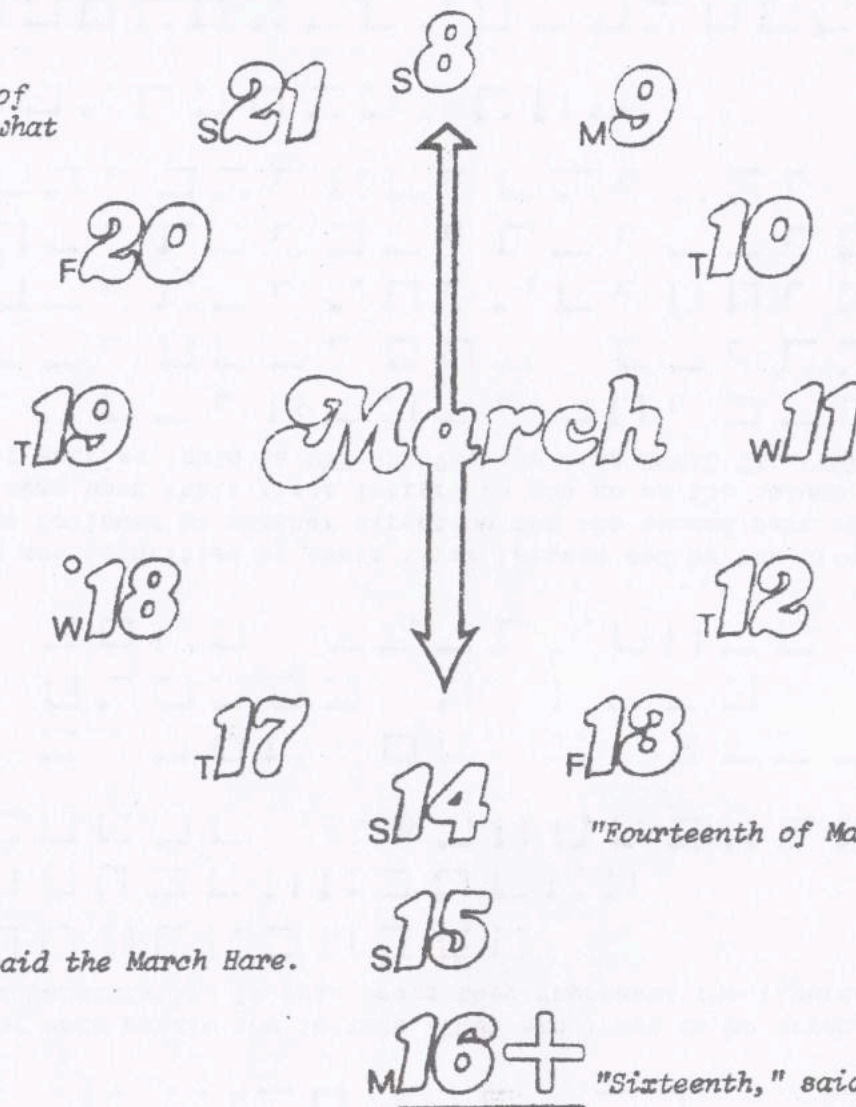 S8
of
what
S21
M9
F20
T10
T19
March
W11
W18
T12
T17
F13
S14
"Fourteenth of Ma
aid the March Hare.
S15
M16+
"Sixteenth," said